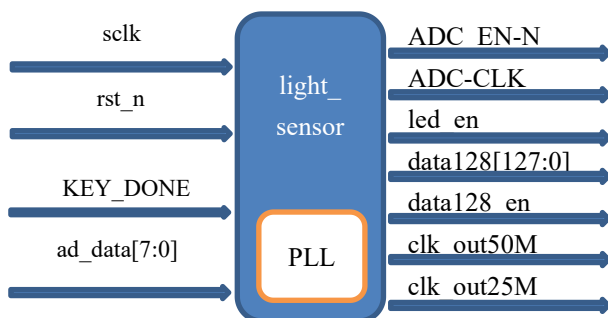 sclk
rst_n
KEY_DONE
ad_data[7:0]
light_
sensor
PLL
ADC_EN-N
ADC-CLK
led_en
data128[127:0]
data128_en
clk_out50M
clk_out25M